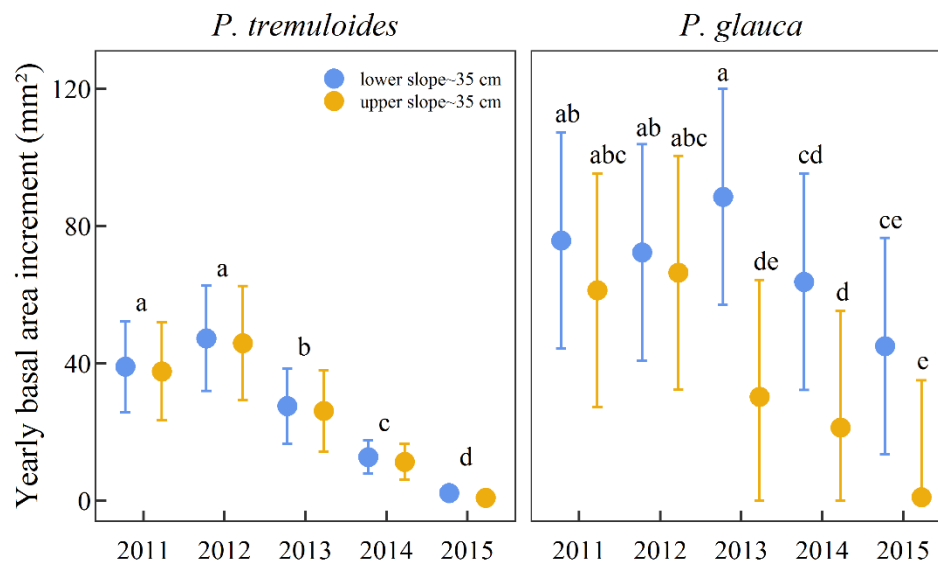 P. tremuloides
P. glauca
Yearly basal area increment (mm²)
120
80
40
0
lower slope~35 cm
upper slope~35 cm
a
a
b
c
d
ab
abc
ab
abc
a
de
cd
d
ce
e
2011 2012 2013 2014 2015
2011 2012 2013 2014 2015